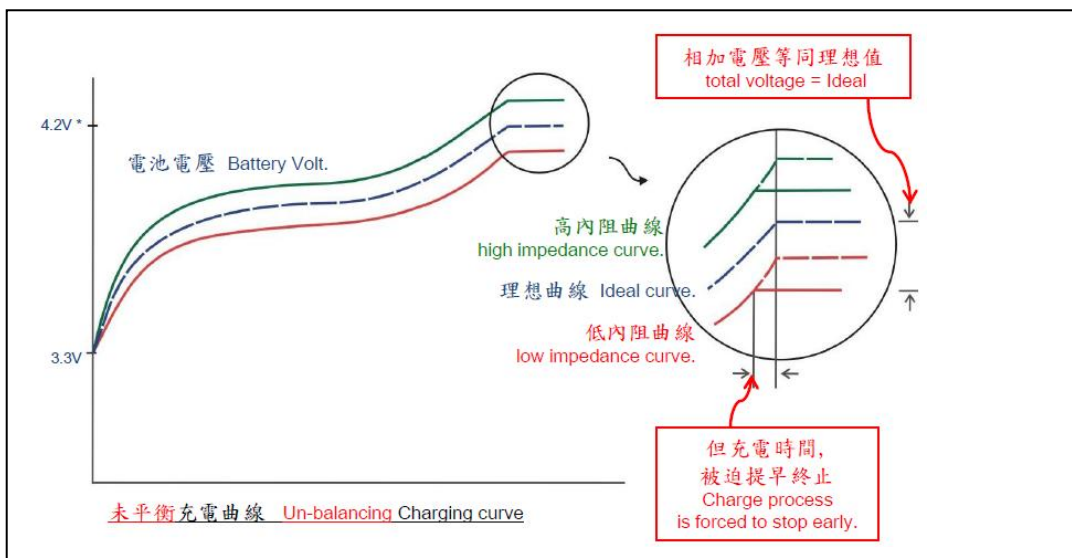 相加電壓等同理想值
total voltage = Ideal
4.2V *
電池電壓 Battery Volt.
高內阻曲線
high impedance curve.
理想曲線 Ideal curve.
低內阻曲線
low impedance curve.
3.3V
但充電時間,
被迫提早終止
Charge process
is forced to stop early.
未平衡充電曲線 Un-balancing Charging curve